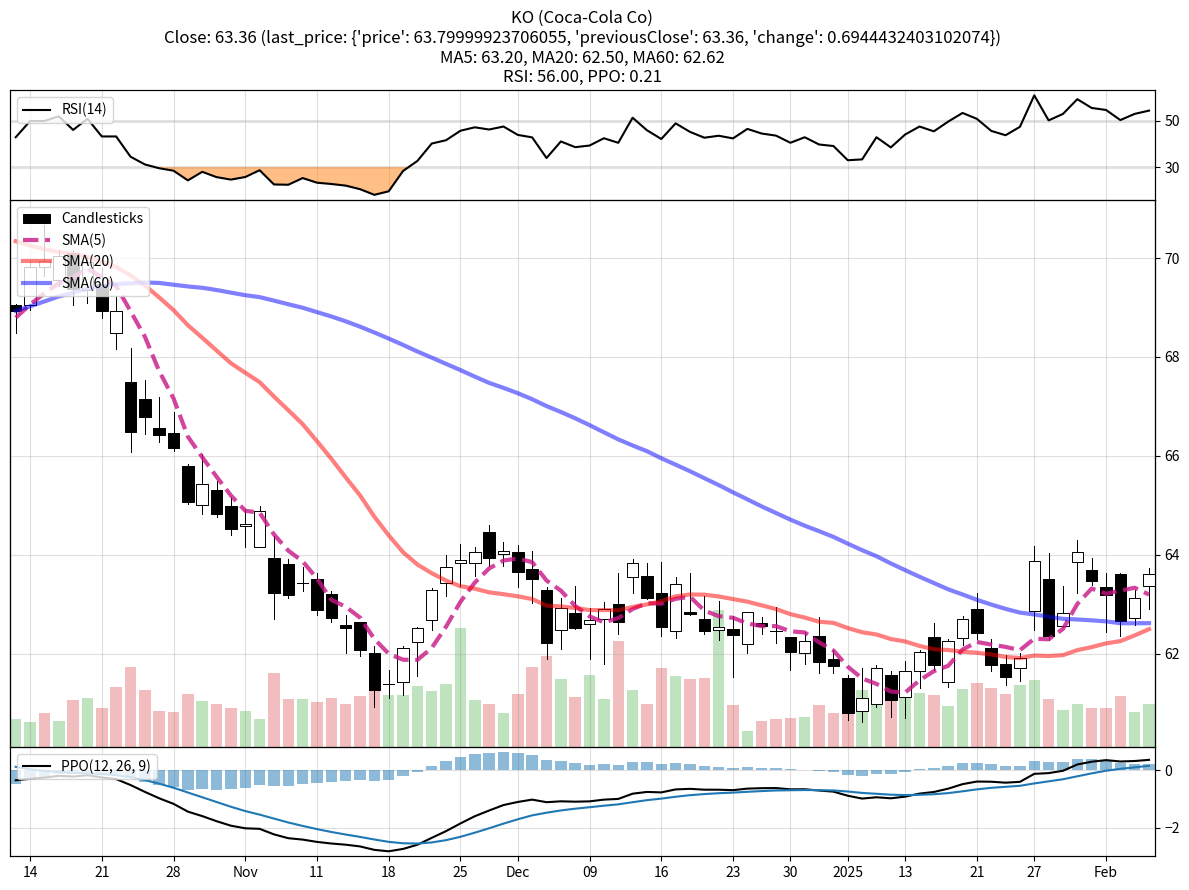 KO (Coca-Cola Co)
Close: 63.36 (last_price: {'price': 63.79999923706055, 'previousClose': 63.36, 'change': 0.6944432403102074})
MA5: 63.20, MA20: 62.50, MA60: 62.62
RSI: 56.00, PPO: 0.21
RSI(14)
50
30
Candlesticks
SMA(5)
SMA(20)
SMA(60)
70
68
66
64
62
PPO(12, 26, 9)
0
−2
14 21 28 Nov 11 18 25 Dec 09 16 23 30 2025 13 21 27 Feb